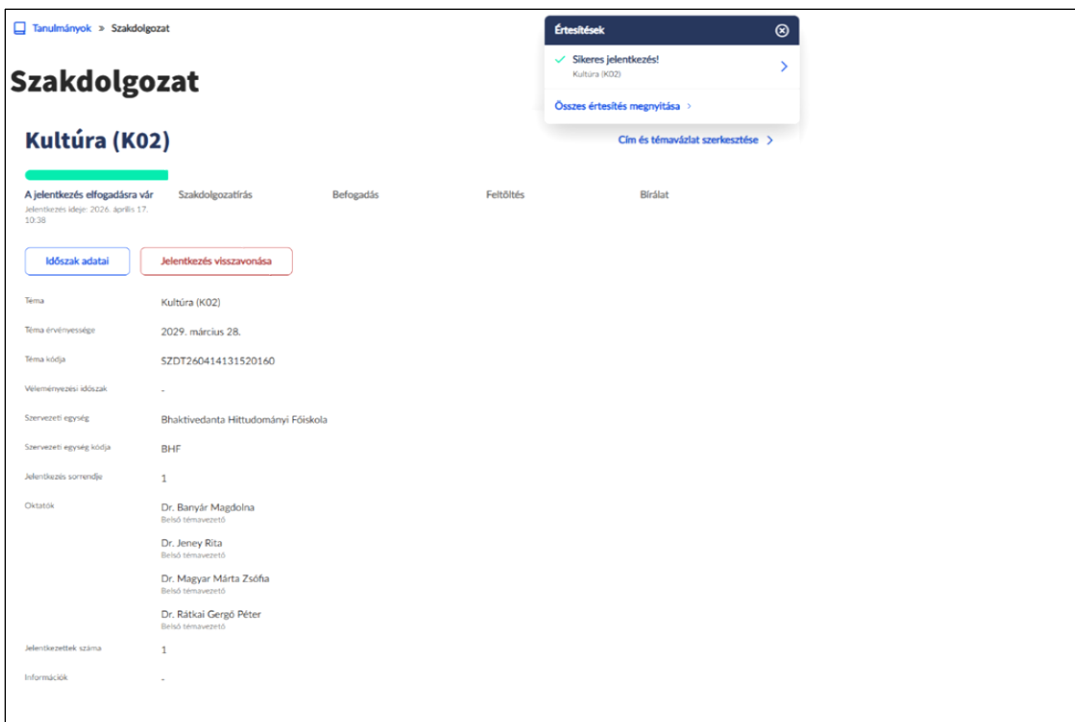 Tanulmányok > Szakdolgozat
Értesítések
Sikeres jelentkezés!
Kultúra (K02)
Összes értesítés megnyitása >
Szakdolgozat
Kultúra (K02)
Cím és témavázlat szerkesztése >
A jelentkezés elfogadásra vár
Jelentkezés ideje: 2026. április 17.
10:38
Szakdolgozatírás
Befogadás
Feltöltés
Bírálat
Időszak adatai
Jelentkezés visszavonása
Téma
Kultúra (K02)
Téma érvényessége
2029. március 28.
Téma kódja
SZDT260414131520160
Véleményezési időszak
-
Szervezeti egység
Bhaktivedanta Hittudományi Főiskola
Szervezeti egység kódja
BHF
Jelentkezés sorrendje
1
Oktatók
Dr. Banyár Magdolna
Belső témavezető
Dr. Jeney Rita
Belső témavezető
Dr. Magyar Márta Zsófia
Belső témavezető
Dr. Rátkai Gergő Péter
Belső témavezető
Jelentkezettek száma
1
Információk
-